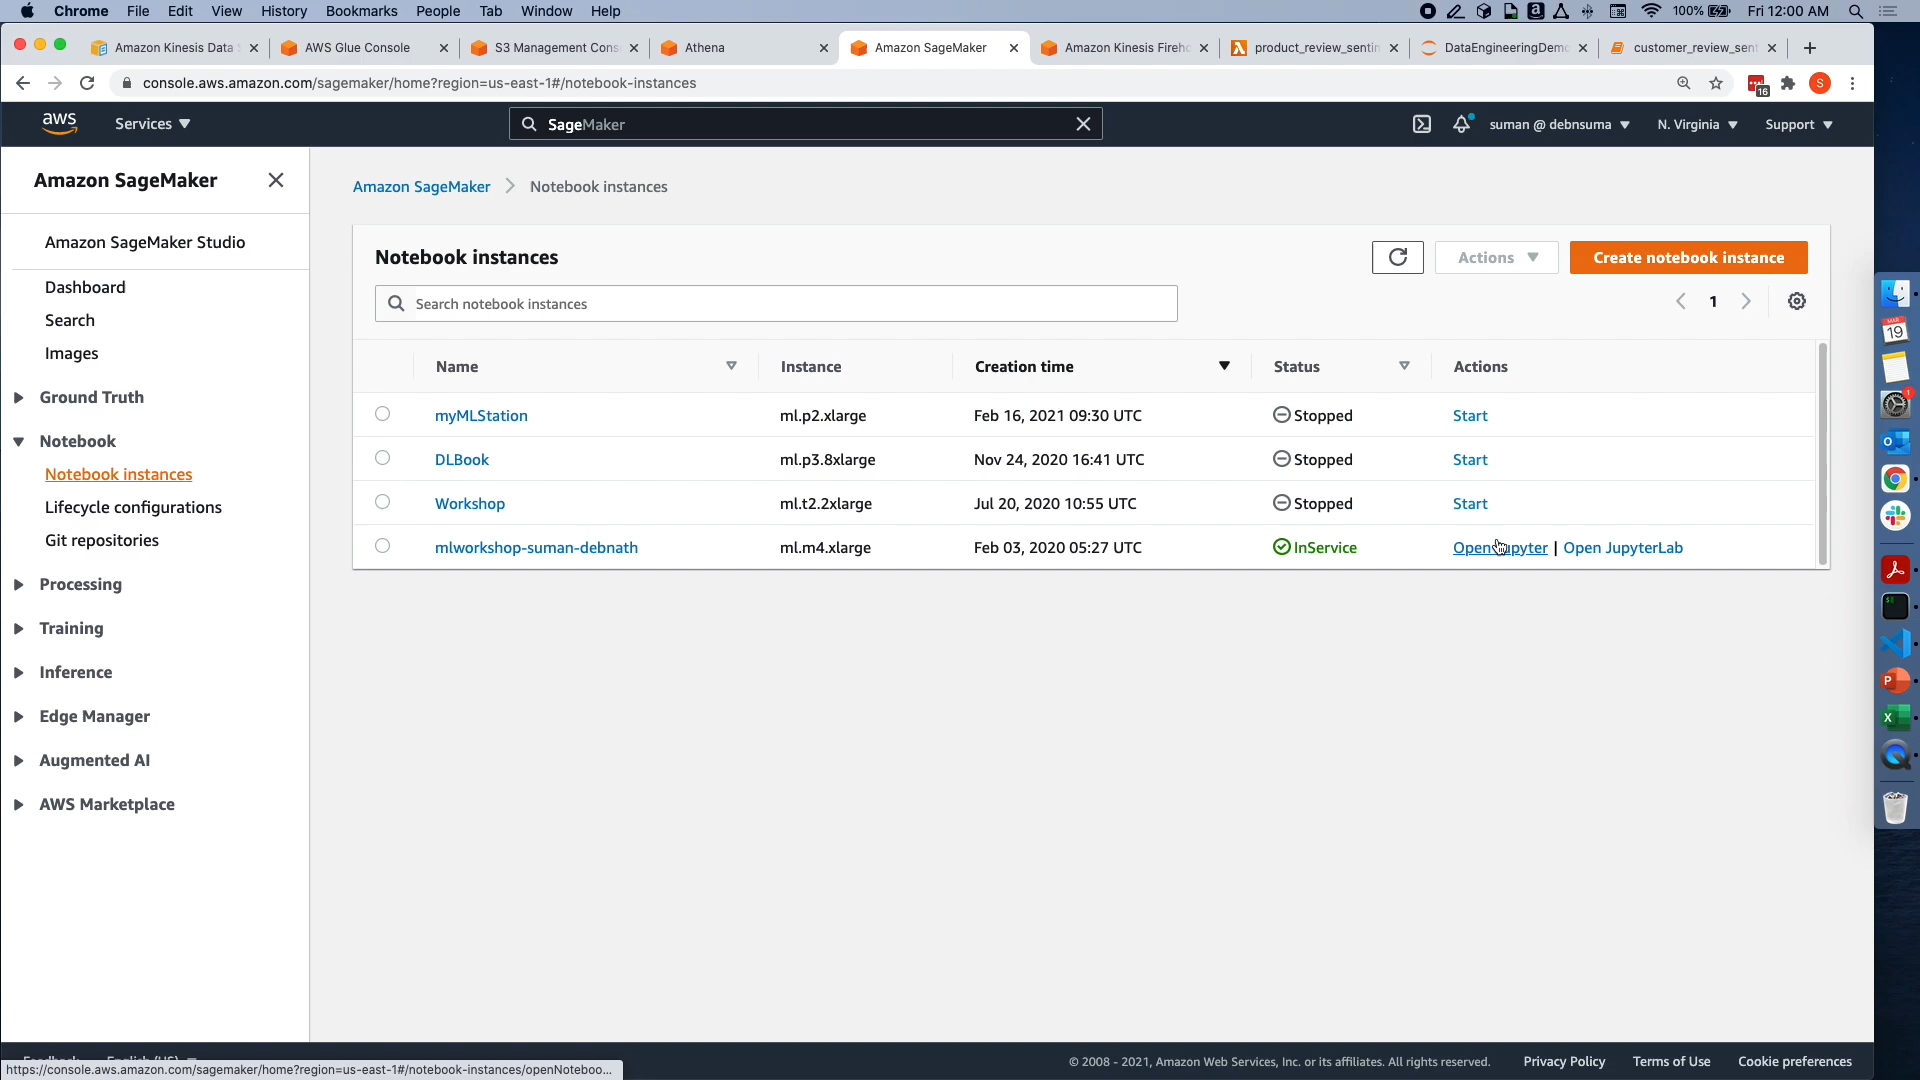 Chrome File Edit View History Bookmarks People Tab Window Help
100% Fri 12:00 AM
Amazon Kinesis Data
AWS Glue Console
S3 Management Cons
Athena
Amazon SageMaker
Amazon Kinesis Fireho
product_review_sentin
DataEngineeringDemo
customer_review_sent
console.aws.amazon.com/sagemaker/home?region=us-east-1#/notebook-instances
16
S
aws
Services
SageMaker
suman @ debnsuma
N. Virginia
Support
Amazon SageMaker
Amazon SageMaker Studio
Dashboard
Search
Images
Ground Truth
Notebook
Notebook instances
Lifecycle configurations
Git repositories
Processing
Training
Inference
Edge Manager
Augmented AI
AWS Marketplace
Amazon SageMaker > Notebook instances
Notebook instances
Actions
Create notebook instance
Search notebook instances
1
Name Instance Creation time Status Actions
myMLStation ml.p2.xlarge Feb 16, 2021 09:30 UTC Stopped Start
DLBook ml.p3.8xlarge Nov 24, 2020 16:41 UTC Stopped Start
Workshop ml.t2.2xlarge Jul 20, 2020 10:55 UTC Stopped Start
mlworkshop-suman-debnath ml.m4.xlarge Feb 03, 2020 05:27 UTC InService Open Jupyter | Open JupyterLab
MAR
19
1
© 2008 - 2021, Amazon Web Services, Inc. or its affiliates. All rights reserved. Privacy Policy Terms of Use Cookie preferences
https://console.aws.amazon.com/sagemaker/home?region=us-east-1#/notebook-instances/openNoteboo...